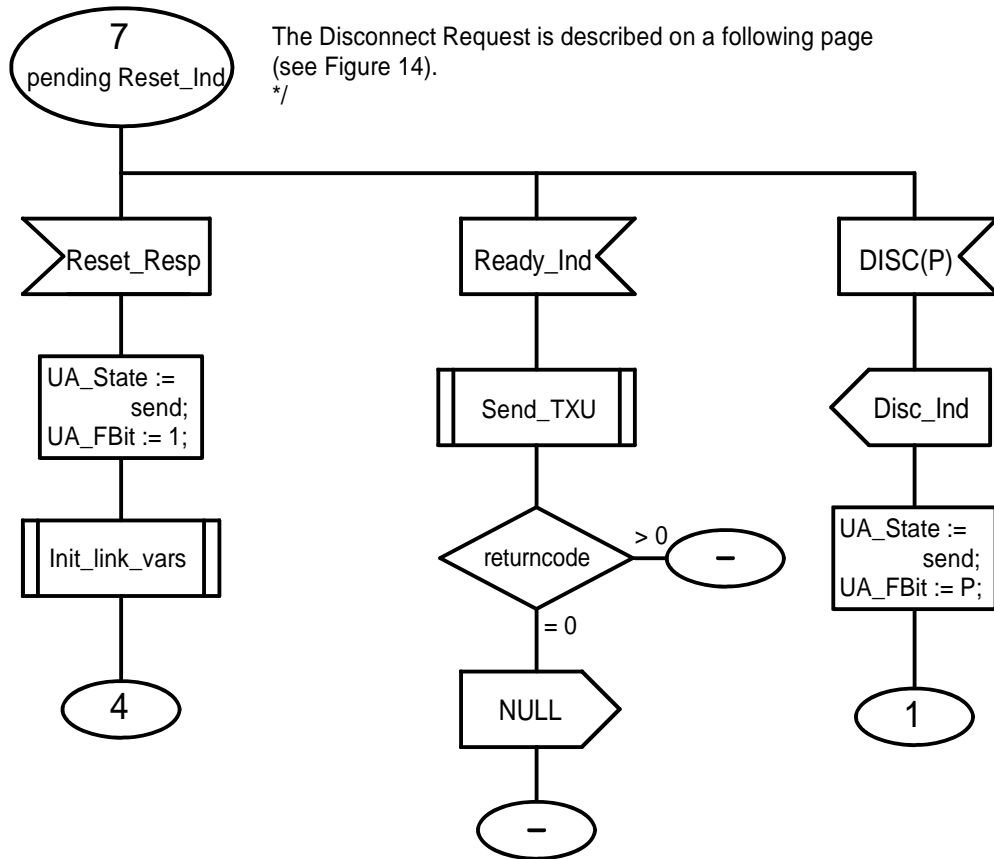 7
pending Reset_Ind
The Disconnect Request is described on a following page
(see Figure 14).
*/
Reset_Resp
Ready_Ind
DISC(P)
UA_State :=
send;
UA_FBit := 1;
Send_TXU
Disc_Ind
Init_link_vars
returncode
> 0
–
UA_State :=
send;
UA_FBit := P;
= 0
4
NULL
1
–